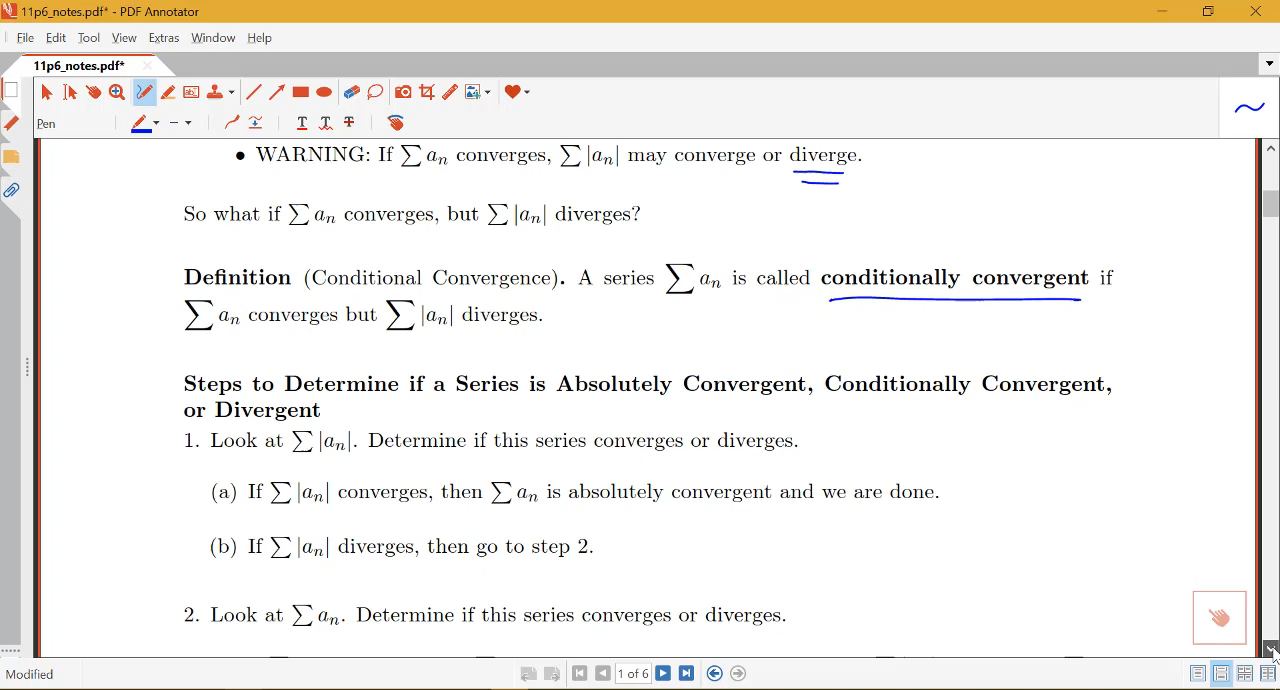 11p6_notes.pdf* - PDF Annotator
File Edit Tool View Extras Window Help
11p6_notes.pdf*
Pen
• WARNING: If ∑ aₙ converges, ∑ |aₙ| may converge or diverge.
So what if ∑ aₙ converges, but ∑ |aₙ| diverges?
Definition (Conditional Convergence). A series ∑ aₙ is called conditionally convergent if
∑ aₙ converges but ∑ |aₙ| diverges.
Steps to Determine if a Series is Absolutely Convergent, Conditionally Convergent,
or Divergent
1. Look at ∑ |aₙ|. Determine if this series converges or diverges.
(a) If ∑ |aₙ| converges, then ∑ aₙ is absolutely convergent and we are done.
(b) If ∑ |aₙ| diverges, then go to step 2.
2. Look at ∑ aₙ. Determine if this series converges or diverges.
Modified
1 of 6